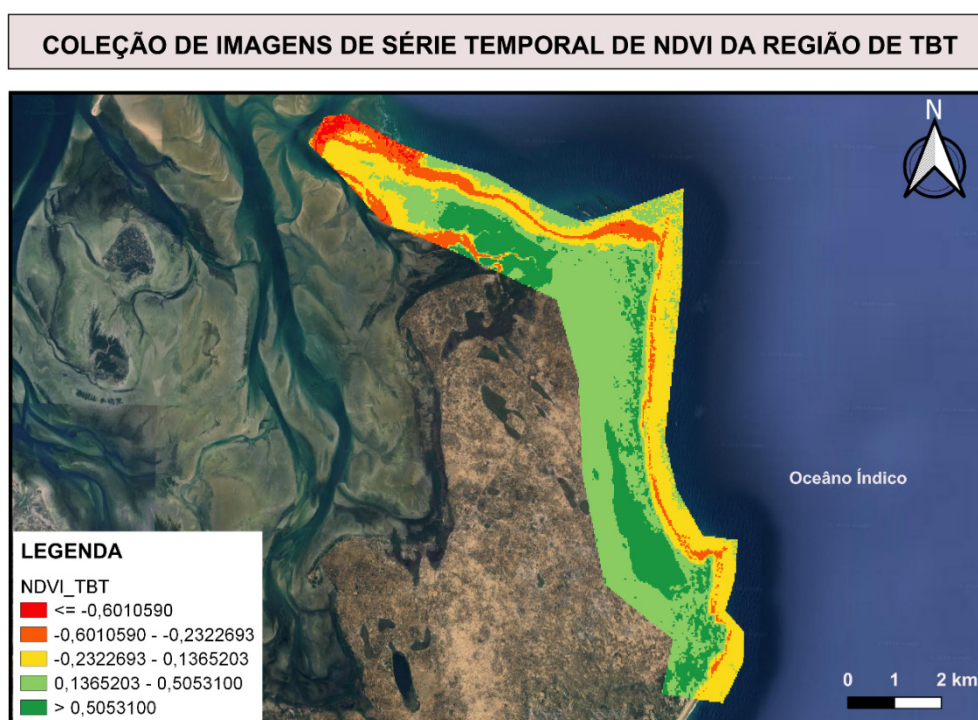 COLEÇÃO DE IMAGENS DE SÉRIE TEMPORAL DE NDVI DA REGIÃO DE TBT
N
Oceâno Índico
LEGENDA
NDVI_TBT
<= -0,6010590
-0,6010590 - -0,2322693
-0,2322693 - 0,1365203
0,1365203 - 0,5053100
> 0,5053100
0 1 2 km